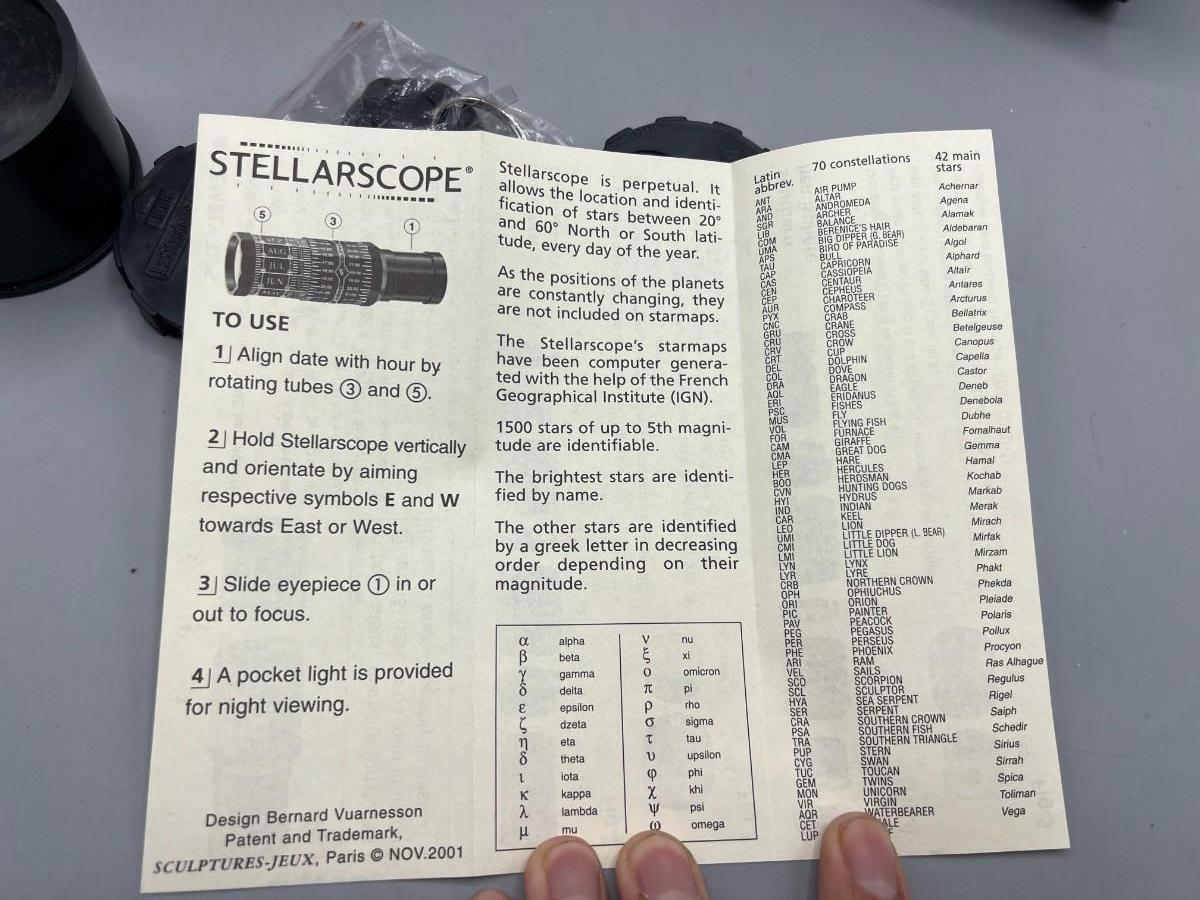 STELLARSCOPE®
5 3 1
SEP
AUG
JUL
JUN
MAY
TO USE
1| Align date with hour by
rotating tubes ③ and ⑤.
2| Hold Stellarscope vertically
and orientate by aiming
respective symbols E and W
towards East or West.
3| Slide eyepiece ① in or
out to focus.
4| A pocket light is provided
for night viewing.
Design Bernard Vuarnesson
Patent and Trademark,
SCULPTURES-JEUX, Paris © NOV.2001
Stellarscope is perpetual. It
allows the location and identi-
fication of stars between 20°
and 60° North or South lati-
tude, every day of the year.
As the positions of the planets
are constantly changing, they
are not included on starmaps.
The Stellarscope's starmaps
have been computer genera-
ted with the help of the French
Geographical Institute (IGN).
1500 stars of up to 5th magni-
tude are identifiable.
The brightest stars are identi-
fied by name.
The other stars are identified
by a greek letter in decreasing
order depending on their
magnitude.
α alpha
β beta
γ gamma
δ delta
ε epsilon
ζ dzeta
η eta
δ theta
ι iota
κ kappa
λ lambda
μ mu
ν nu
ξ xi
ο omicron
π pi
ρ rho
σ sigma
τ tau
υ upsilon
φ phi
χ khi
ψ psi
ω omega
Latin
abbrev.
70 constellations
ANT AIR PUMP
ARA ALTAR
AND ANDROMEDA
SGR ARCHER
LIB BALANCE
COM BERENICE'S HAIR
UMA BIG DIPPER (G. BEAR)
APS BIRD OF PARADISE
TAU BULL
CAP CAPRICORN
CAS CASSIOPEIA
CEN CENTAUR
CEP CEPHEUS
AUR CHAROTEER
PYX COMPASS
CNC CRAB
GRU CRANE
CRU CROSS
CRV CROW
CRT CUP
DEL DOLPHIN
COL DOVE
DRA DRAGON
AQL EAGLE
ERI ERIDANUS
PSC FISHES
MUS FLY
VOL FLYING FISH
FOR FURNACE
CAM GIRAFFE
CMA GREAT DOG
LEP HARE
HER HERCULES
BOO HERDSMAN
CVN HUNTING DOGS
HYI HYDRUS
IND INDIAN
CAR KEEL
LEO LION
UMI LITTLE DIPPER (L. BEAR)
CMI LITTLE DOG
LMI LITTLE LION
LYN LYNX
LYR LYRE
CRB NORTHERN CROWN
OPH OPHIUCHUS
ORI ORION
PIC PAINTER
PAV PEACOCK
PEG PEGASUS
PER PERSEUS
PHE PHOENIX
ARI RAM
VEL SAILS
SCO SCORPION
SCL SCULPTOR
HYA SEA SERPENT
SER SERPENT
CRA SOUTHERN CROWN
PSA SOUTHERN FISH
TRA SOUTHERN TRIANGLE
PUP STERN
CYG SWAN
TUC TOUCAN
GEM TWINS
MON UNICORN
VIR VIRGIN
AQR WATERBEARER
CET
LUP
42 main
stars
Achernar
Agena
Alamak
Aldebaran
Algol
Alphard
Altaïr
Antares
Arcturus
Bellatrix
Betelgeuse
Canopus
Capella
Castor
Deneb
Denebola
Dubhe
Fomalhaut
Gemma
Hamal
Kochab
Markab
Merak
Mirach
Mirfak
Mirzam
Phakt
Phekda
Pleiade
Polaris
Pollux
Procyon
Ras Alhague
Regulus
Rigel
Saiph
Schedir
Sirius
Sirrah
Spica
Toliman
Vega